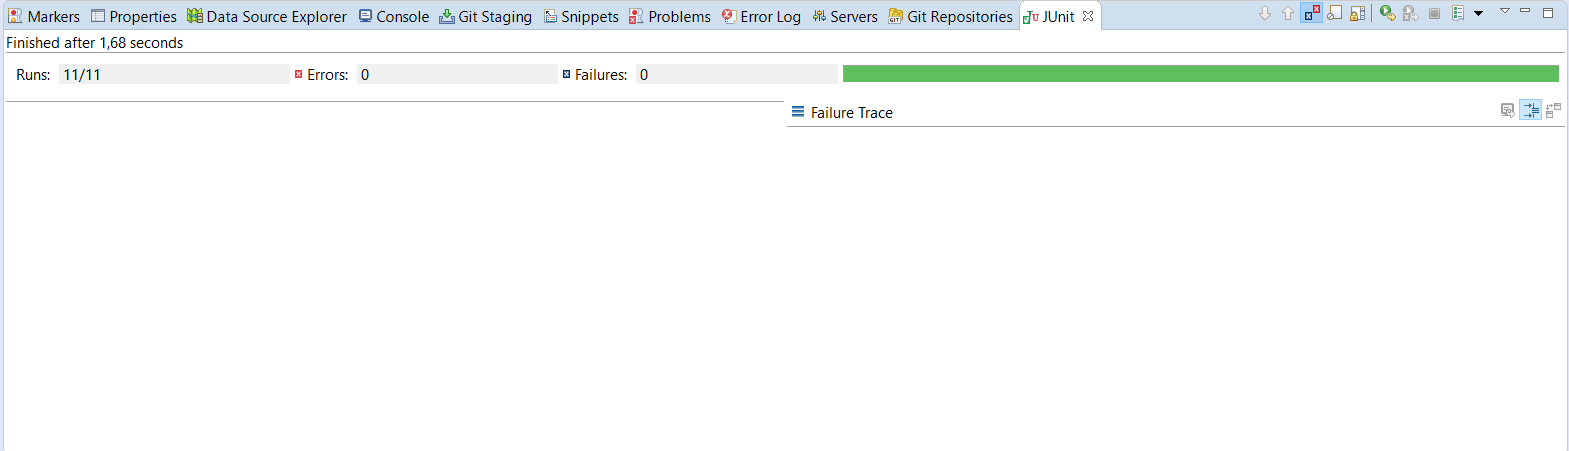 Markers Properties Data Source Explorer Console Git Staging Snippets Problems Error Log Servers Git Repositories JUnit
Finished after 1,68 seconds
Runs: 11/11 Errors: 0 Failures: 0
Failure Trace